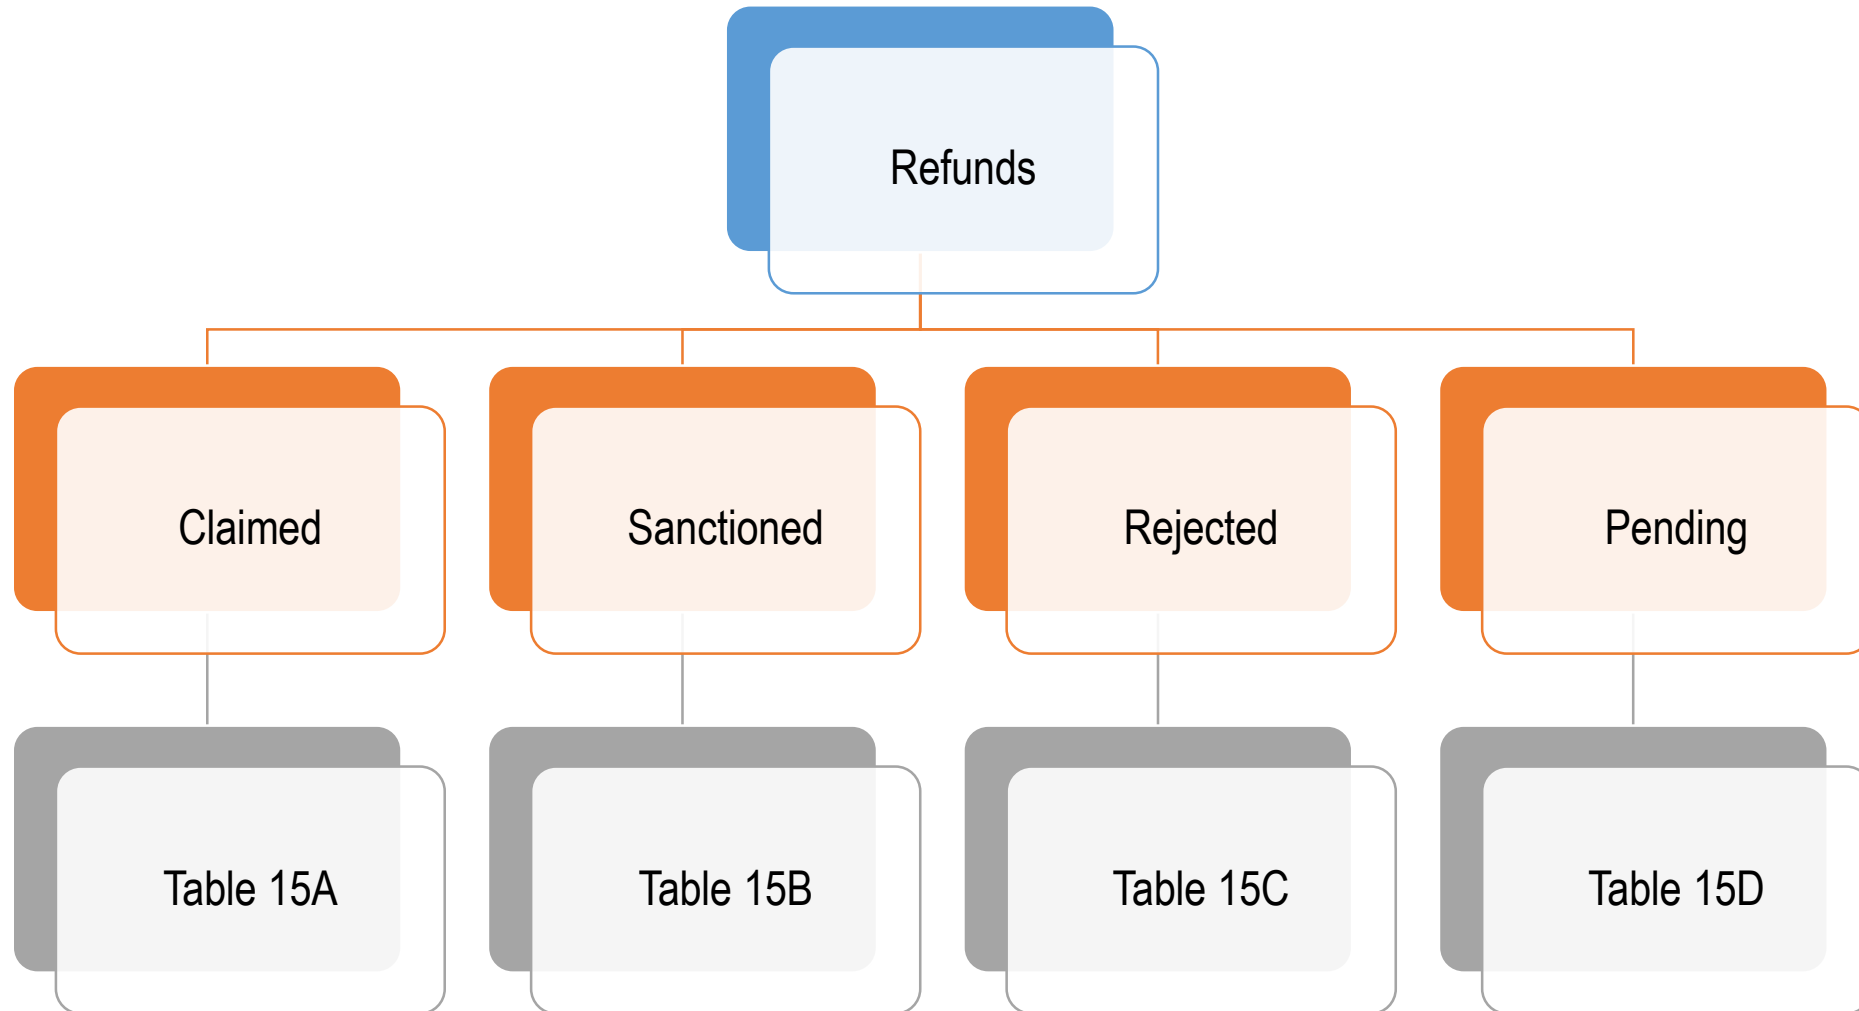 Refunds
Claimed
Sanctioned
Rejected
Pending
Table 15A
Table 15B
Table 15C
Table 15D